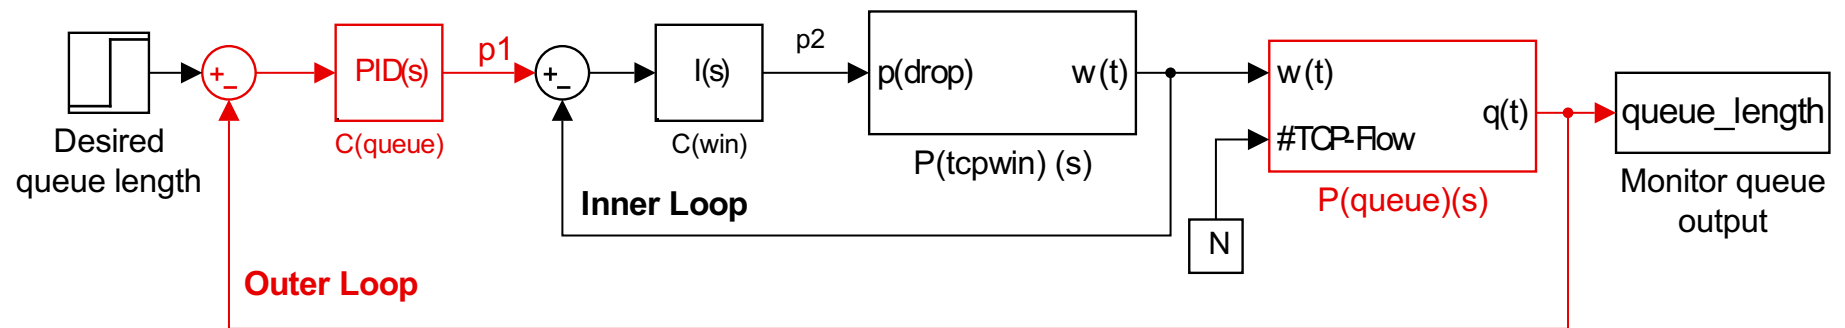 +
−
PID(s)
C(queue)
p1
+
−
I(s)
C(win)
p2
p(drop)
w(t)
P(tcpwin) (s)
w(t)
#TCP-Flow
q(t)
P(queue)(s)
queue_length
Monitor queue
output
Desired
queue length
Inner Loop
N
Outer Loop